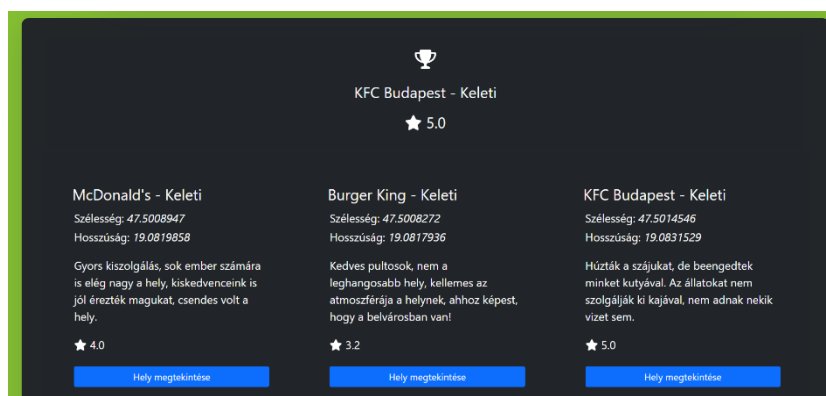 KFC Budapest - Keleti
5.0
McDonald's - Keleti
Szélesség: 47.5008947
Hosszúság: 19.0819858
Gyors kiszolgálás, sok ember számára
is elég nagy a hely, kiskedvenceink is
jól érezték magukat, csendes volt a
hely.
4.0
Hely megtekintése
Burger King - Keleti
Szélesség: 47.5008272
Hosszúság: 19.0817936
Kedves pultosok, nem a
leghangosabb hely, kellemes az
atmoszférája a helynek, ahhoz képest,
hogy a belvárosban van!
3.2
Hely megtekintése
KFC Budapest - Keleti
Szélesség: 47.5014546
Hosszúság: 19.0831529
Húzták a szájukat, de beengedtek
minket kutyával. Az állatokat nem
szolgálják ki kajával, nem adnak nekik
vizet sem.
5.0
Hely megtekintése